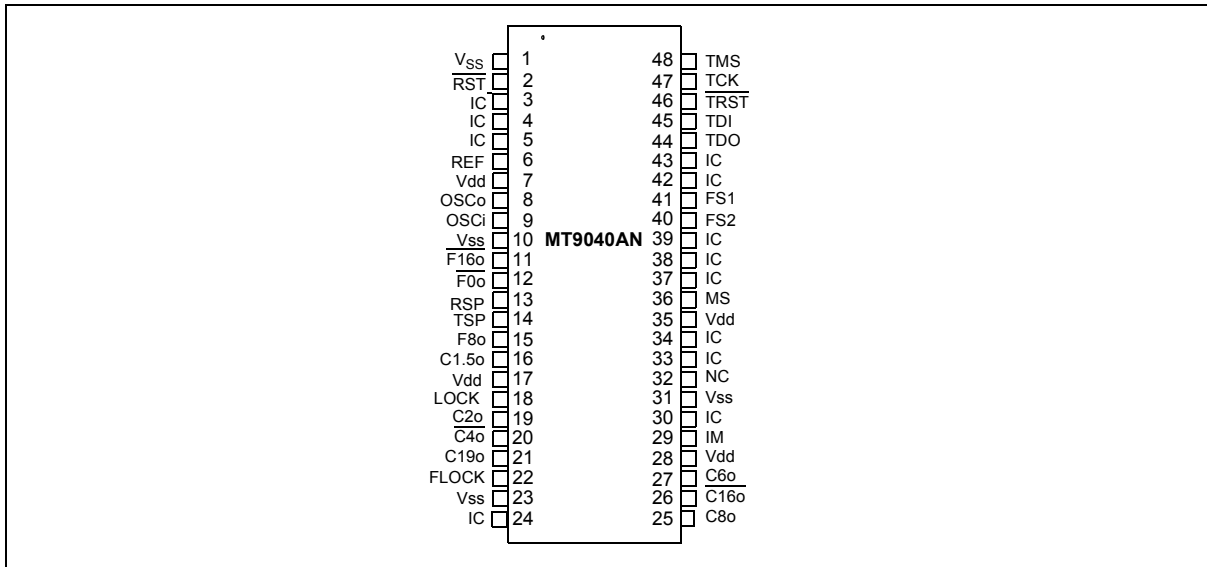 V_SS 1 48 TMS
RST 2 47 TCK
IC 3 46 TRST
IC 4 45 TDI
IC 5 44 TDO
REF 6 43 IC
Vdd 7 42 IC
OSCo 8 41 FS1
OSCi 9 40 FS2
Vss 10 MT9040AN 39 IC
F16o 11 38 IC
F0o 12 37 IC
RSP 13 36 MS
TSP 14 35 Vdd
F8o 15 34 IC
C1.5o 16 33 IC
Vdd 17 32 NC
LOCK 18 31 Vss
C2o 19 30 IC
C4o 20 29 IM
C19o 21 28 Vdd
FLOCK 22 27 C6o
Vss 23 26 C16o
IC 24 25 C8o